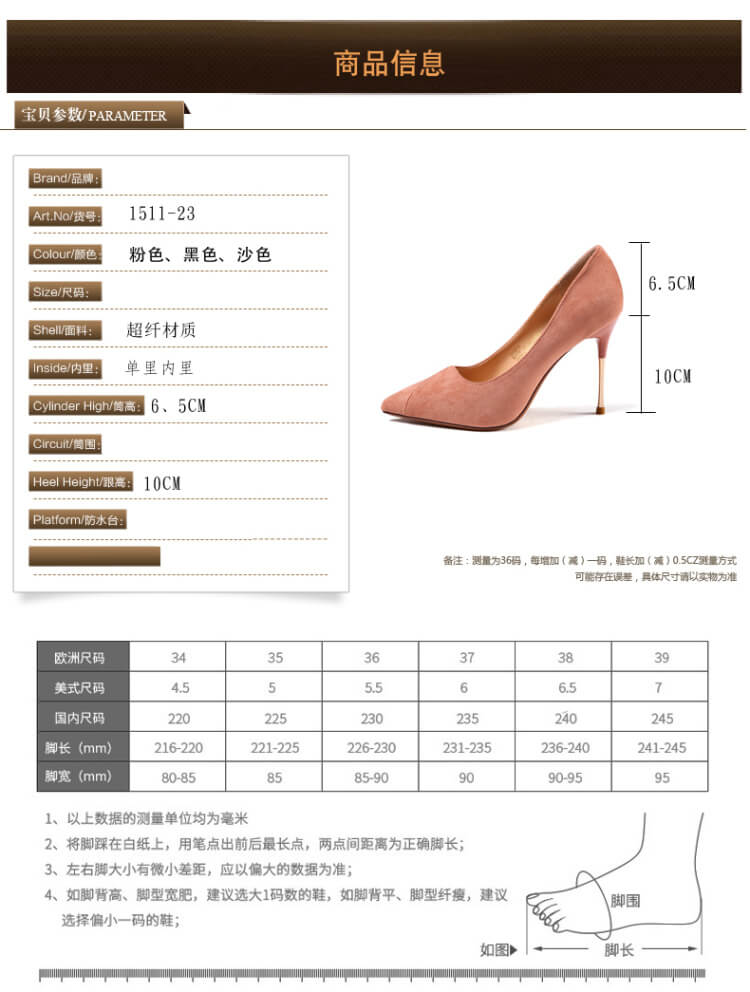 商品信息
宝贝参数/PARAMETER
Brand/品牌:
Art.No/货号: 1511-23
Colour/颜色: 粉色、黑色、沙色
Size/尺码:
Shell/面料: 超纤材质
Inside/内里: 单里内里
Cylinder High/筒高: 6、5CM
Circuit/筒围:
Heel Height/跟高: 10CM
Platform/防水台:
6.5CM
10CM
备注：测量为36码，每增加（减）一码，鞋长加（减）0.5CZ测量方式
可能存在误差，具体尺寸请以实物为准
欧洲尺码 34 35 36 37 38 39
美式尺码 4.5 5 5.5 6 6.5 7
国内尺码 220 225 230 235 240 245
脚长（mm） 216-220 221-225 226-230 231-235 236-240 241-245
脚宽（mm） 80-85 85 85-90 90 90-95 95
1、以上数据的测量单位均为毫米
2、将脚踩在白纸上，用笔点出前后最长点，两点间距离为正确脚长；
3、左右脚大小有微小差距，应以偏大的数据为准；
4、如脚背高、脚型宽肥，建议选大1码数的鞋，如脚背平、脚型纤瘦，建议
选择偏小一码的鞋；
脚围
如图 脚长